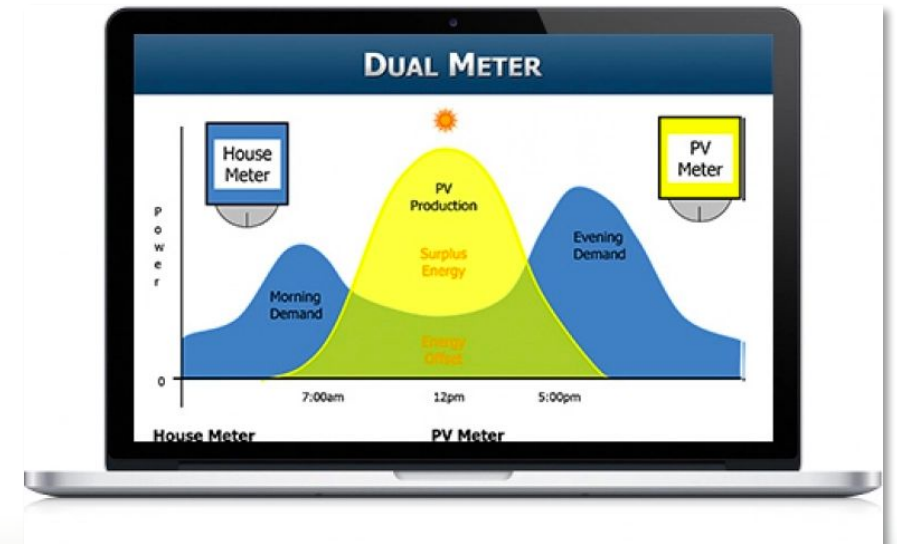 DUAL METER
House
Meter
PV
Meter
PV
Production
Power
Surplus
Energy
Evening
Demand
Morning
Demand
Energy
Offset
0
7:00am
12pm
5:00pm
House Meter
PV Meter